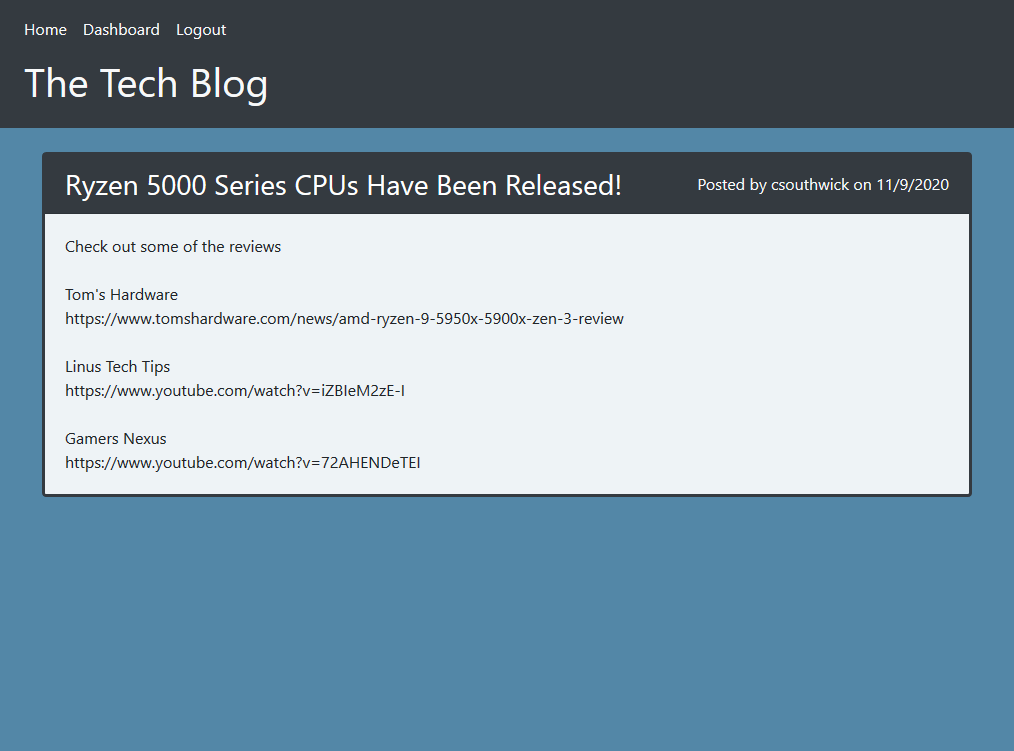 Home Dashboard Logout
The Tech Blog
Ryzen 5000 Series CPUs Have Been Released! Posted by csouthwick on 11/9/2020
Check out some of the reviews
Tom's Hardware
https://www.tomshardware.com/news/amd-ryzen-9-5950x-5900x-zen-3-review
Linus Tech Tips
https://www.youtube.com/watch?v=iZBIeM2zE-I
Gamers Nexus
https://www.youtube.com/watch?v=72AHENDeTEI